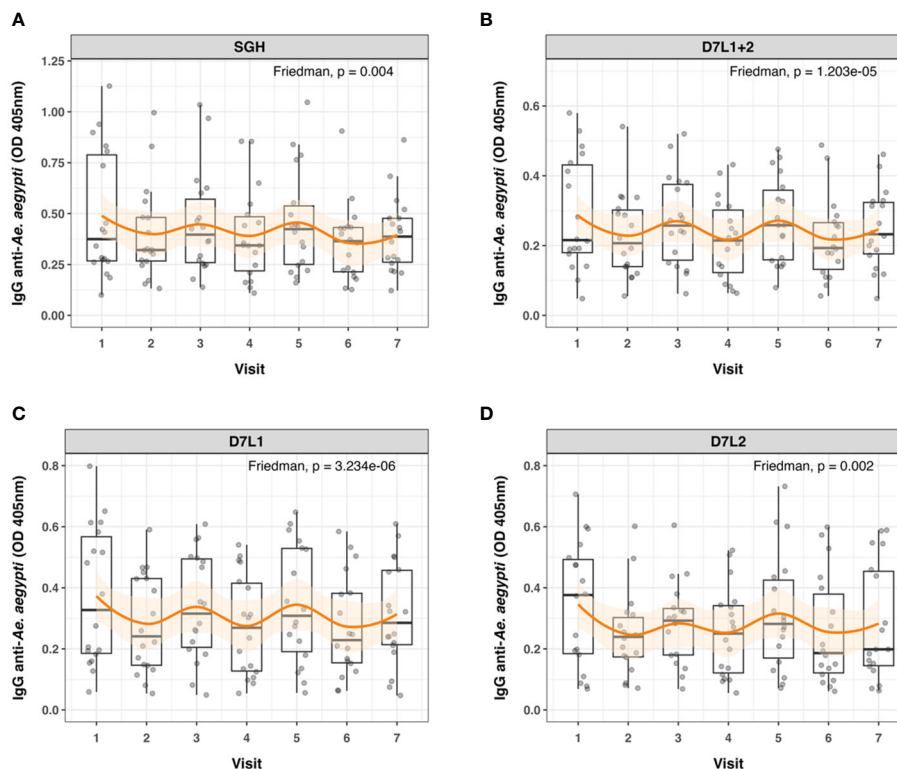 A
SGH
Friedman, p = 0.004
IgG anti-Ae. aegypti (OD 405nm)
1.25
1.00
0.75
0.50
0.25
0.00
1 2 3 4 5 6 7
Visit
B
D7L1+2
Friedman, p = 1.203e-05
IgG anti-Ae. aegypti (OD 405nm)
0.6
0.4
0.2
0.0
1 2 3 4 5 6 7
Visit
C
D7L1
Friedman, p = 3.234e-06
IgG anti-Ae. aegypti (OD 405nm)
0.8
0.6
0.4
0.2
0.0
1 2 3 4 5 6 7
Visit
D
D7L2
Friedman, p = 0.002
IgG anti-Ae. aegypti (OD 405nm)
0.8
0.6
0.4
0.2
0.0
1 2 3 4 5 6 7
Visit